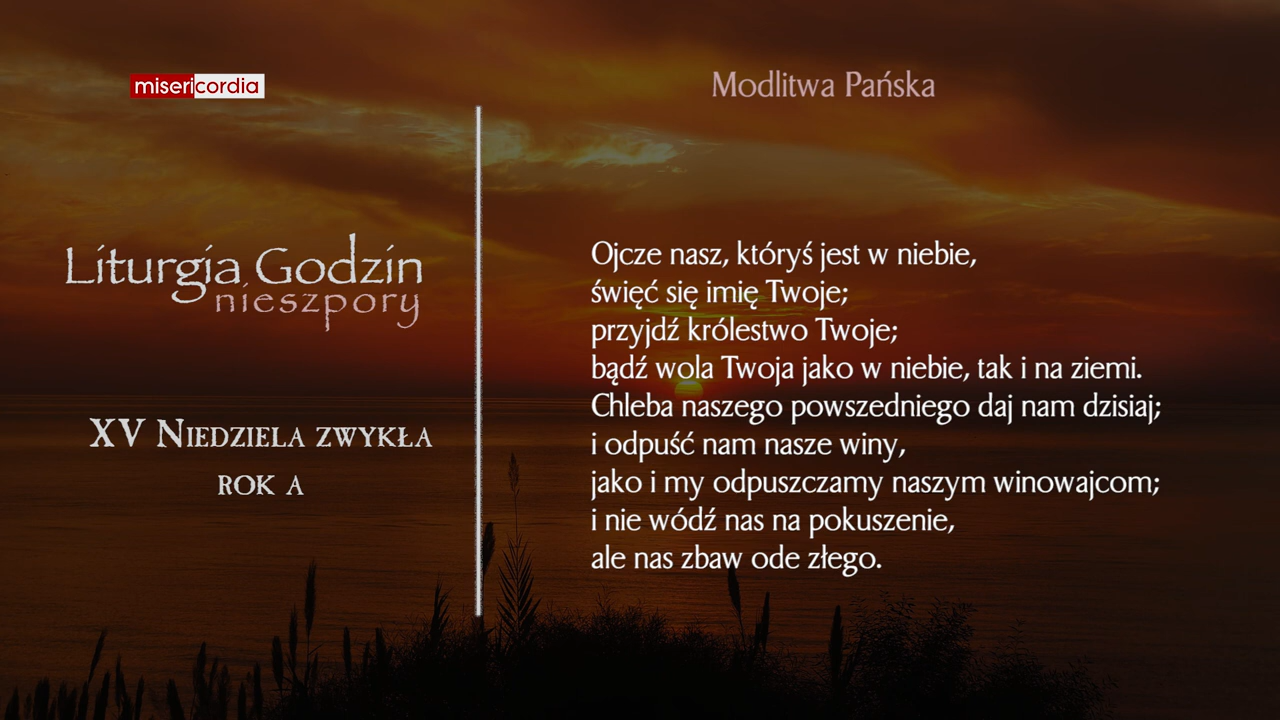 misericordia
Liturgia Godzin
nieszpory
XV Niedziela zwykła
rok A
Modlitwa Pańska
Ojcze nasz, któryś jest w niebie,
święć się imię Twoje;
przyjdź królestwo Twoje;
bądź wola Twoja jako w niebie, tak i na ziemi.
Chleba naszego powszedniego daj nam dzisiaj;
i odpuść nam nasze winy,
jako i my odpuszczamy naszym winowajcom;
i nie wódź nas na pokuszenie,
ale nas zbaw ode złego.